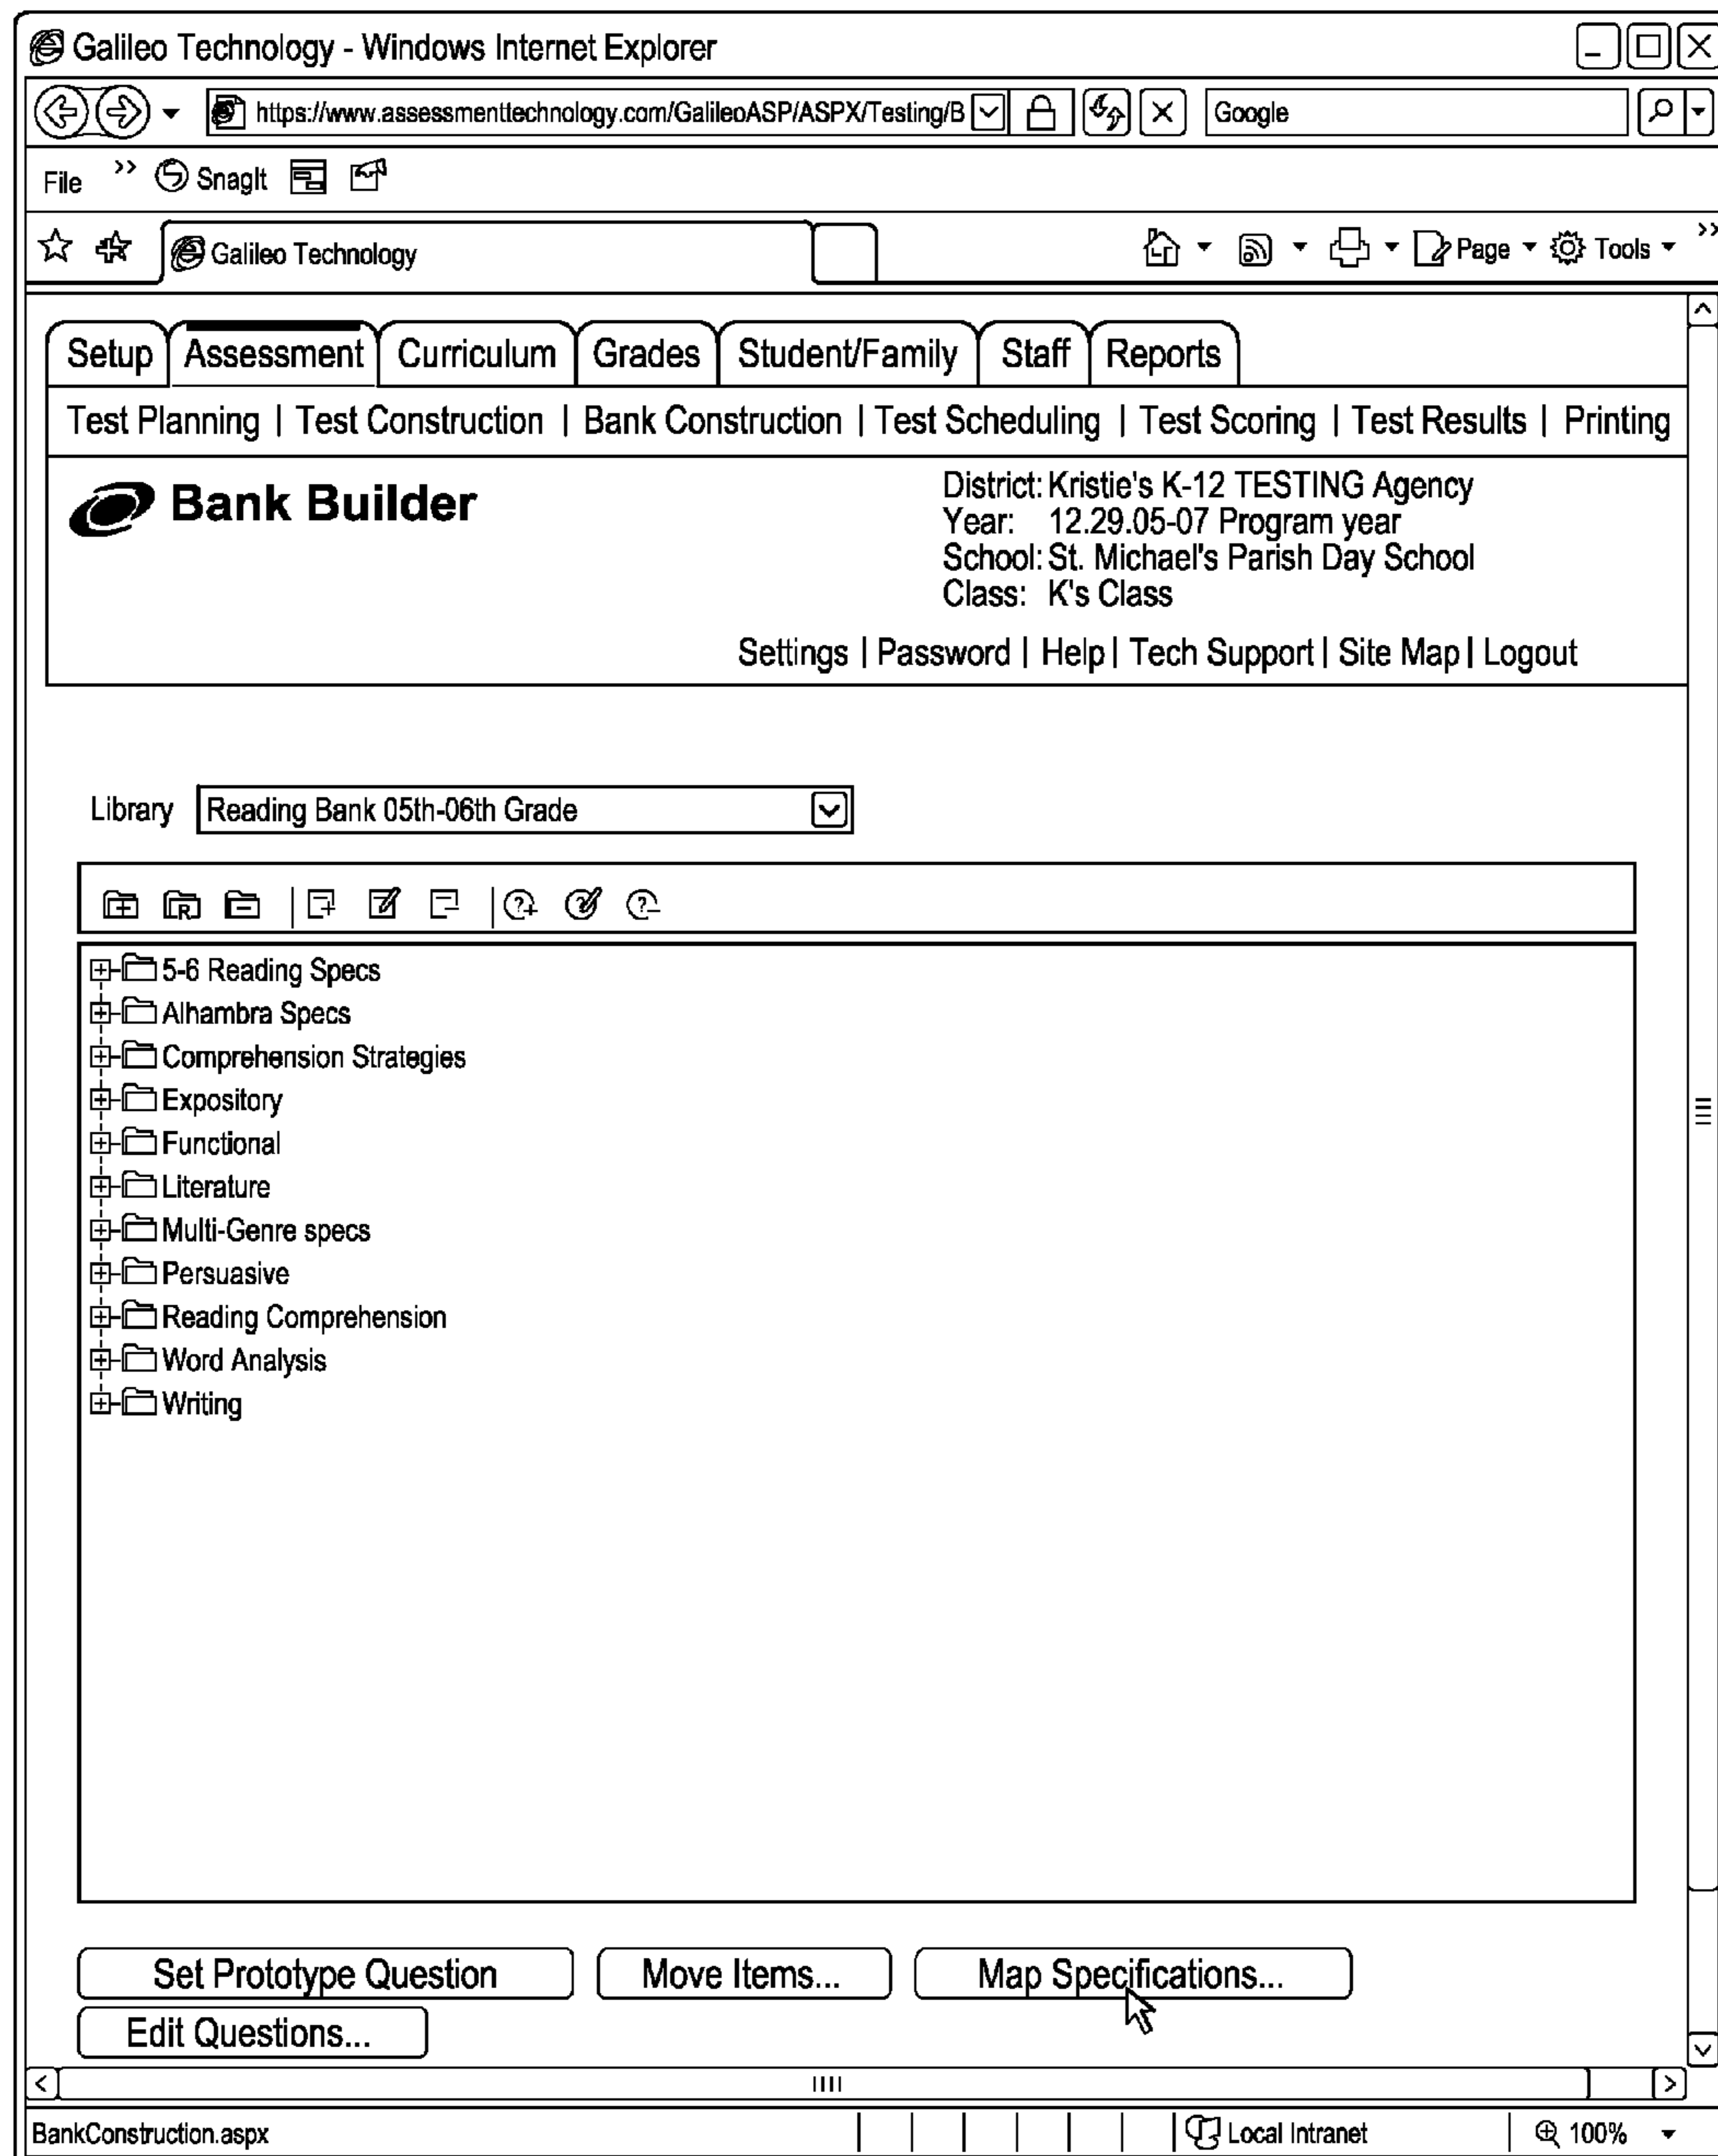 Galileo Technology - Windows Internet Explorer
https://www.assessmenttechnology.com/GalileoASP/ASPX/Testing/B Google
File >> SnagIt
Galileo Technology Page Tools >>
Setup Assessment Curriculum Grades Student/Family Staff Reports
Test Planning | Test Construction | Bank Construction | Test Scheduling | Test Scoring | Test Results | Printing
Bank Builder
District: Kristie's K-12 TESTING Agency
Year: 12.29.05-07 Program year
School: St. Michael's Parish Day School
Class: K's Class
Settings | Password | Help | Tech Support | Site Map | Logout
Library Reading Bank 05th-06th Grade
5-6 Reading Specs
Alhambra Specs
Comprehension Strategies
Expository
Functional
Literature
Multi-Genre specs
Persuasive
Reading Comprehension
Word Analysis
Writing
Set Prototype Question Move Items... Map Specifications...
Edit Questions...
BankConstruction.aspx Local Intranet 100%